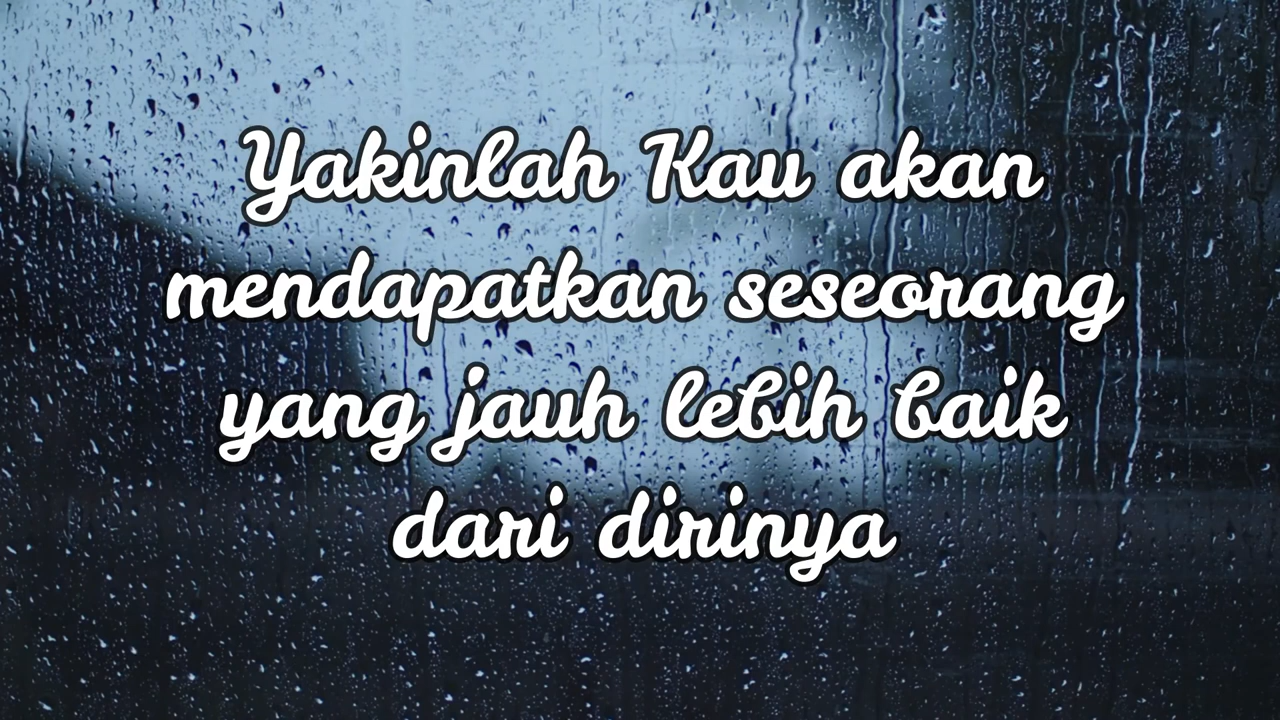 Yakinlah Kau akan
mendapatkan seseorang
yang jauh lebih baik
dari dirinya